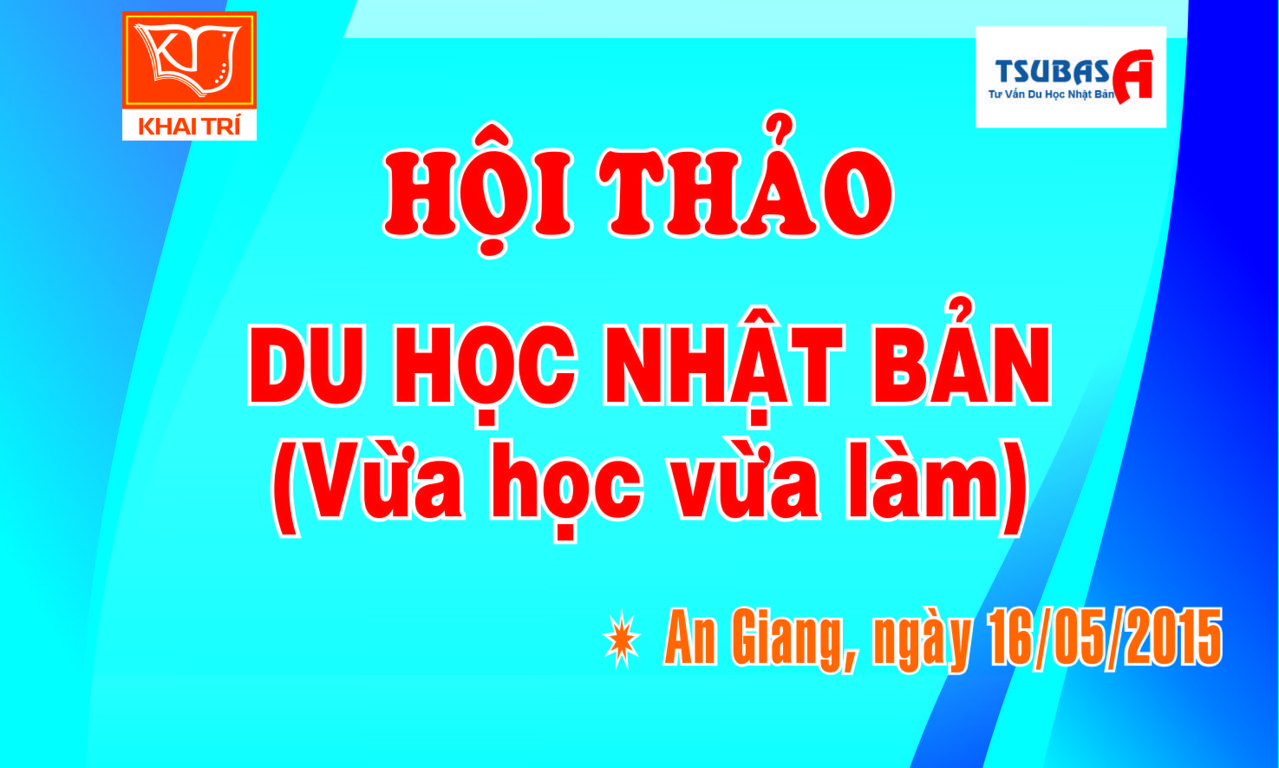 KT
KHAI TRÍ
TSUBASA
Tư Vấn Du Học Nhật Bản
HỘI THẢO
DU HỌC NHẬT BẢN
(Vừa học vừa làm)
An Giang, ngày 16/05/2015